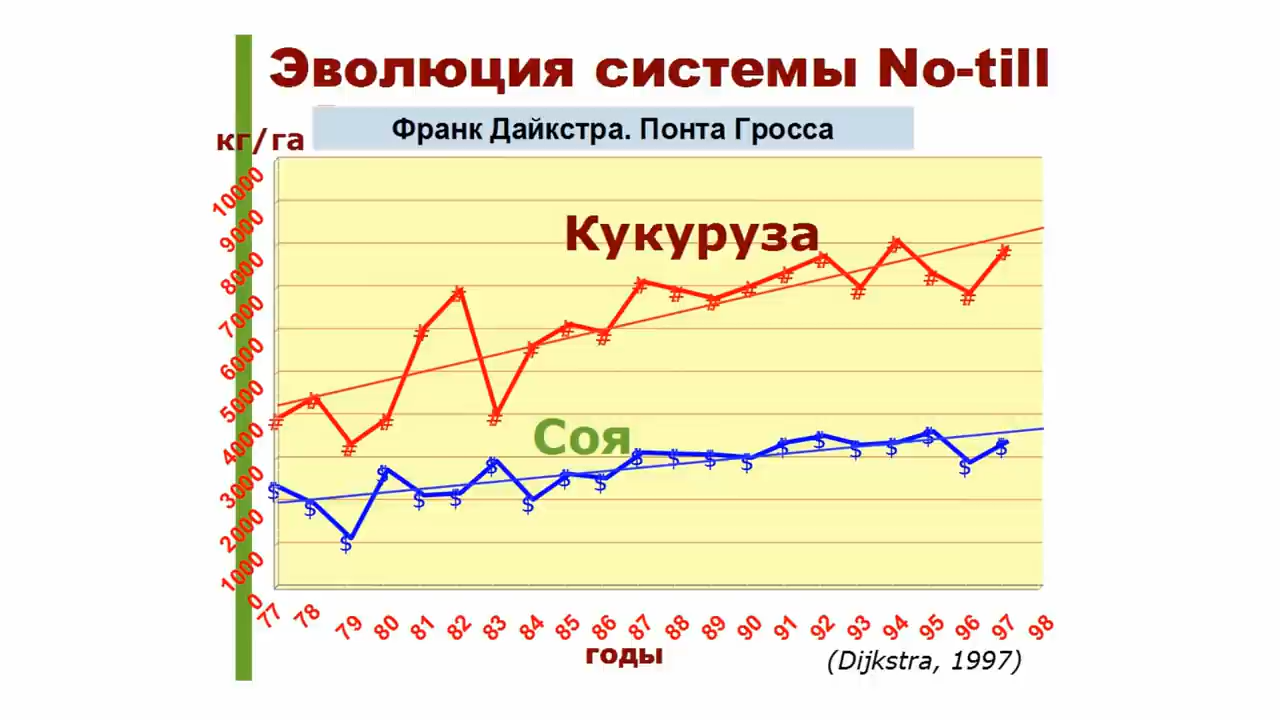 Эволюция системы No-till
Франк Дайкстра. Понта Гросса
кг/га
10000
9000
8000
7000
6000
5000
4000
3000
2000
1000
0
Кукуруза
Соя
77 78 79 80 81 82 83 84 85 86 87 88 89 90 91 92 93 94 95 96 97 98
годы
(Dijkstra, 1997)